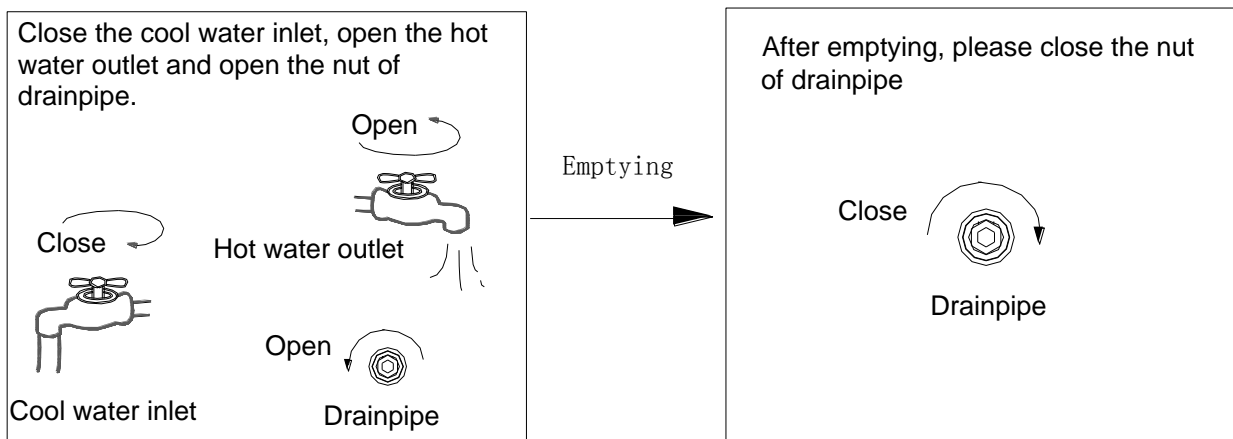 Close the cool water inlet, open the hot
water outlet and open the nut of
drainpipe.
Open
Close
Hot water outlet
Open
Cool water inlet
Drainpipe
Emptying
After emptying, please close the nut
of drainpipe
Close
Drainpipe